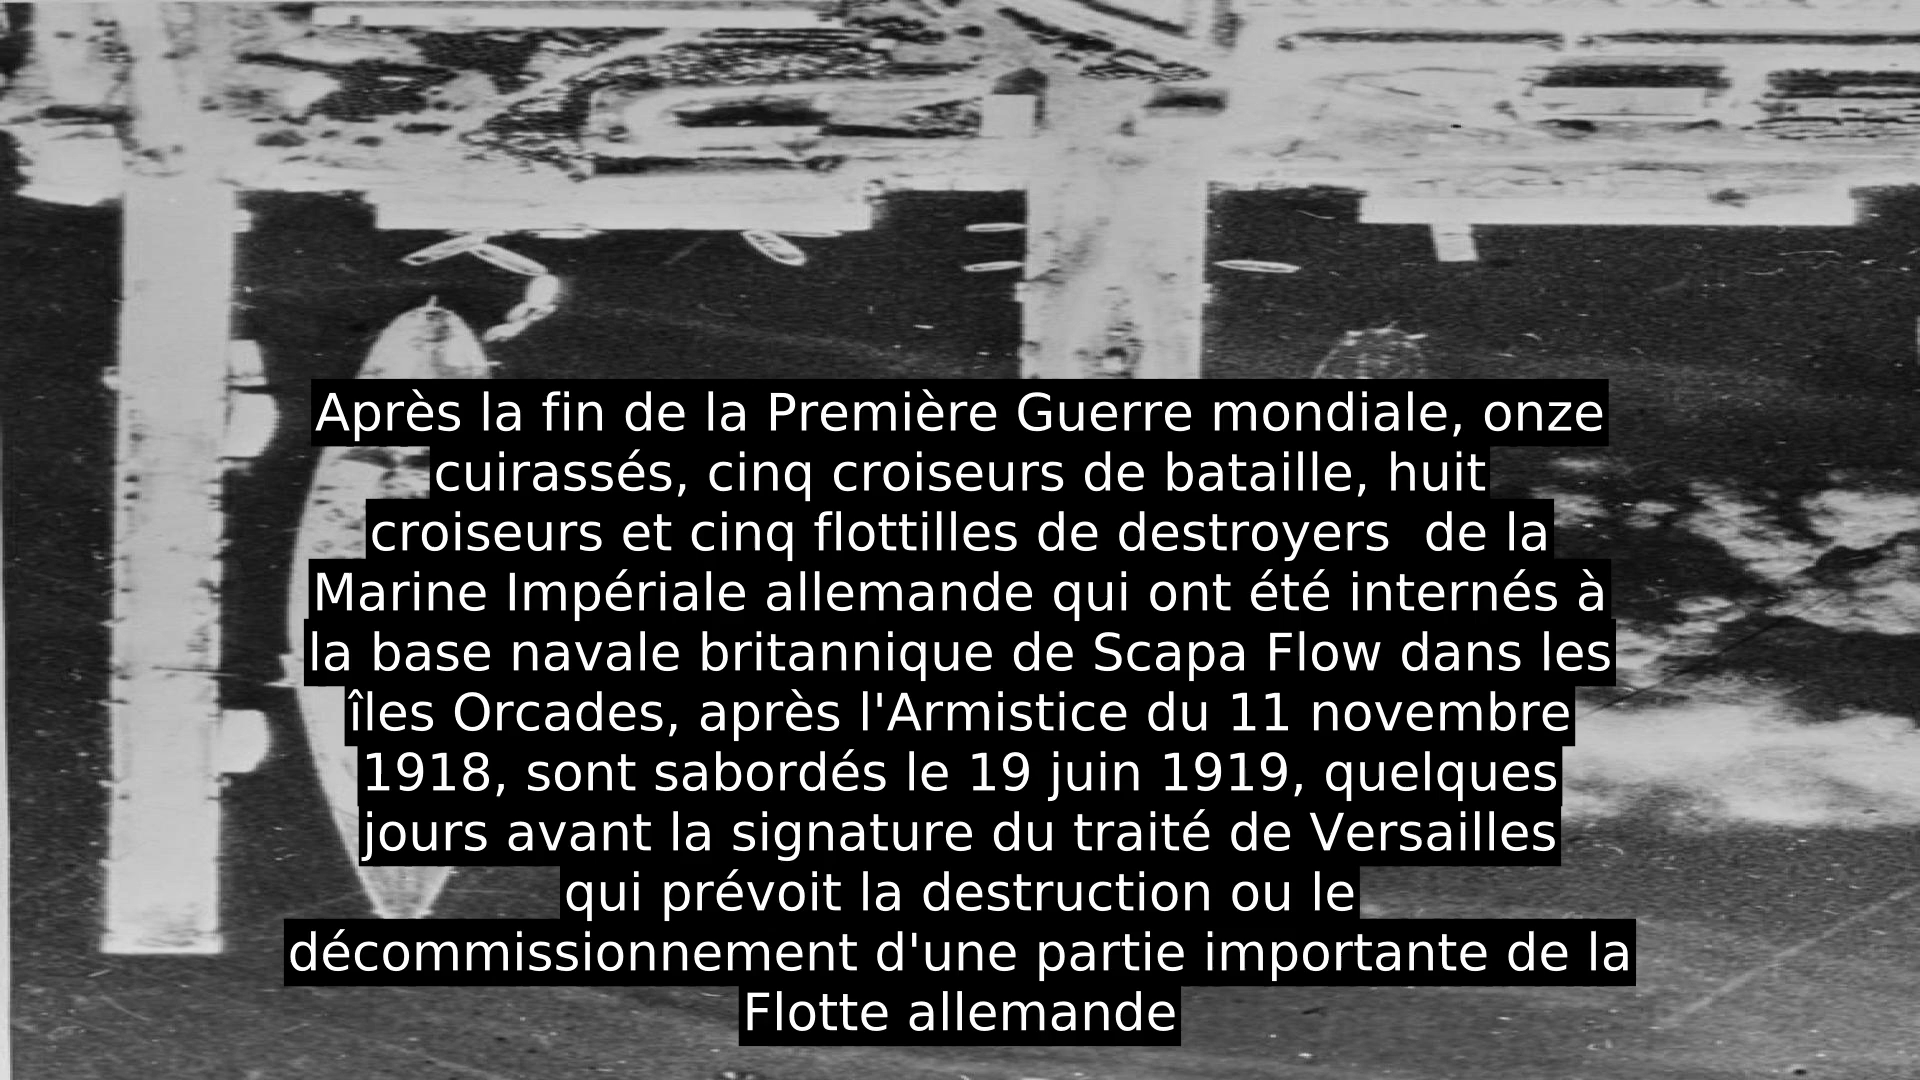 Après la fin de la Première Guerre mondiale, onze
cuirassés, cinq croiseurs de bataille, huit
croiseurs et cinq flottilles de destroyers  de la
Marine Impériale allemande qui ont été internés à
la base navale britannique de Scapa Flow dans les
îles Orcades, après l'Armistice du 11 novembre
1918, sont sabordés le 19 juin 1919, quelques
jours avant la signature du traité de Versailles
qui prévoit la destruction ou le
décommissionnement d'une partie importante de la
Flotte allemande